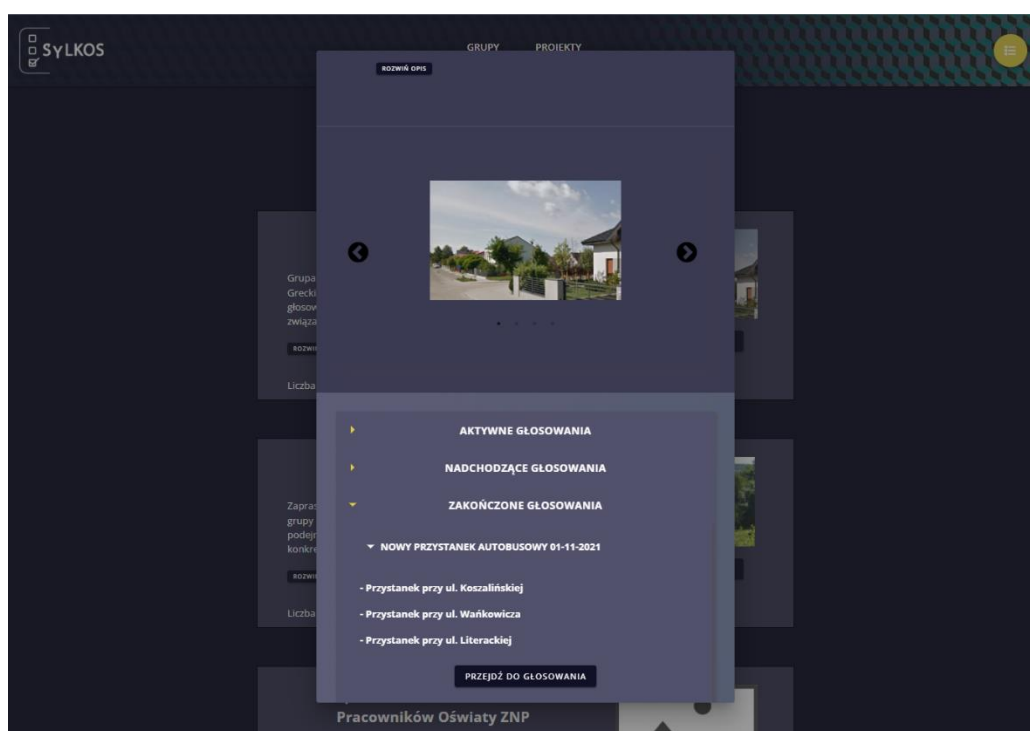 SYLKOS
GRUPY PROJEKTY
ROZWIŃ OPIS
Grupa
Grecki
głosow
związa
ROZWI
Liczba
AKTYWNE GŁOSOWANIA
NADCHODZĄCE GŁOSOWANIA
ZAKOŃCZONE GŁOSOWANIA
NOWY PRZYSTANEK AUTOBUSOWY 01-11-2021
- Przystanek przy ul. Koszalińskiej
- Przystanek przy ul. Wańkowicza
- Przystanek przy ul. Literackiej
PRZEJDŹ DO GŁOSOWANIA
Zapras
grupy
podejr
konkre
ROZWI
Liczba
Pracowników Oświaty ZNP